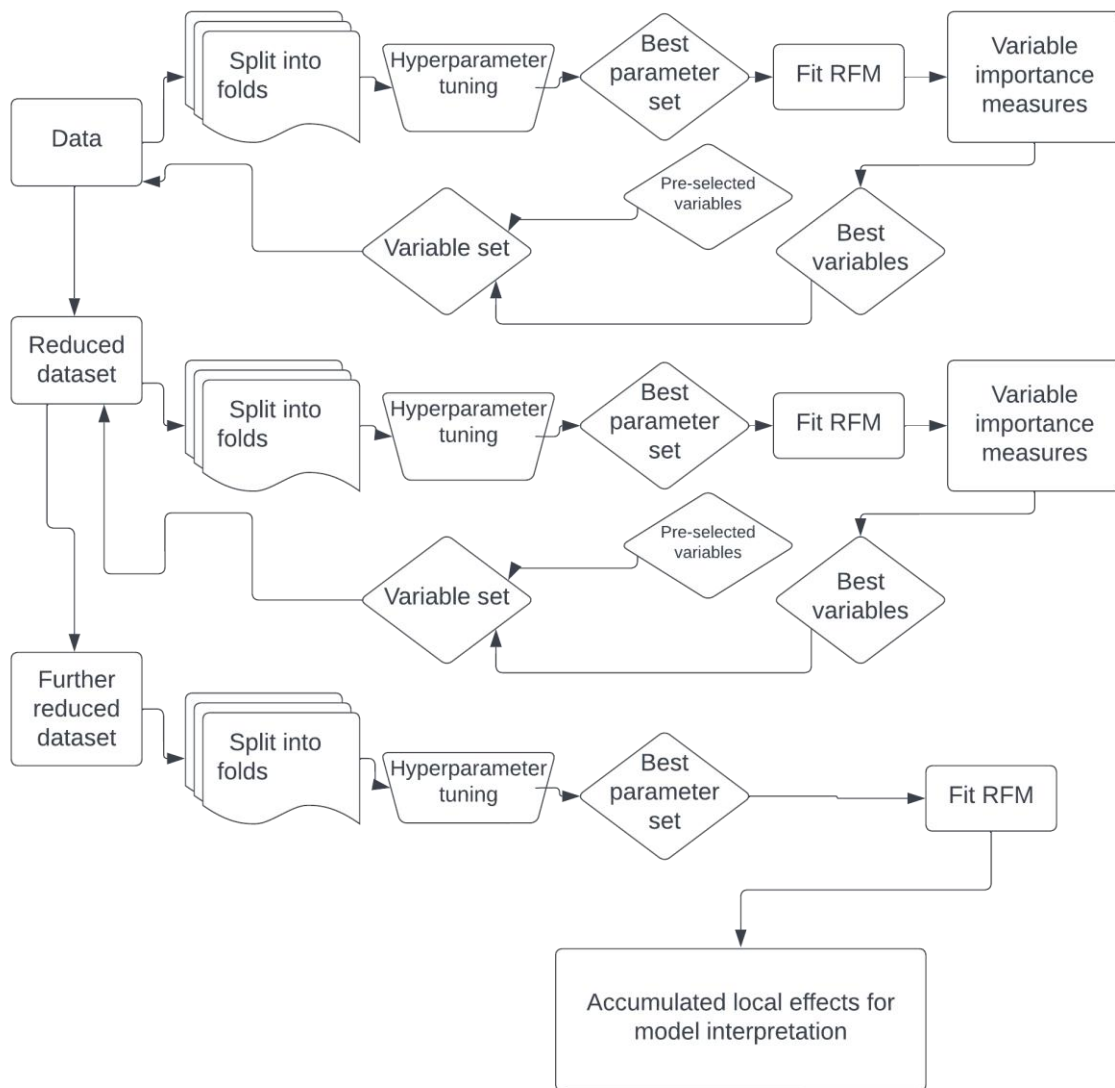 Split into
folds
Hyperparameter
tuning
Best
parameter
set
Fit RFM
Variable
importance
measures
Data
Pre-selected
variables
Variable set
Best
variables
Reduced
dataset
Split into
folds
Hyperparameter
tuning
Best
parameter
set
Fit RFM
Variable
importance
measures
Pre-selected
variables
Variable set
Best
variables
Further
reduced
dataset
Split into
folds
Hyperparameter
tuning
Best
parameter
set
Fit RFM
Accumulated local effects for
model interpretation